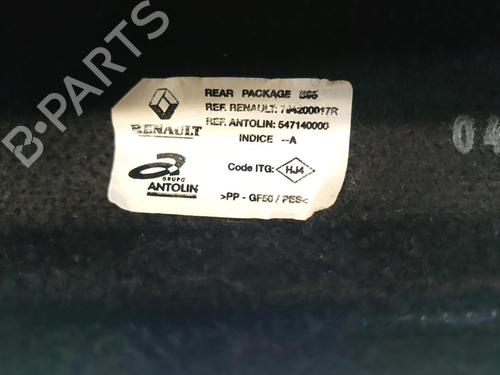 REAR PACKAGE
REF. RENAULT: 794200017R
REF. ANTOLIN: 547140000
INDICE --A
RENAULT
Code ITG: HJ4
GRUPO
ANTOLIN
>PP - GF50 / PES<
04
B-PARTS